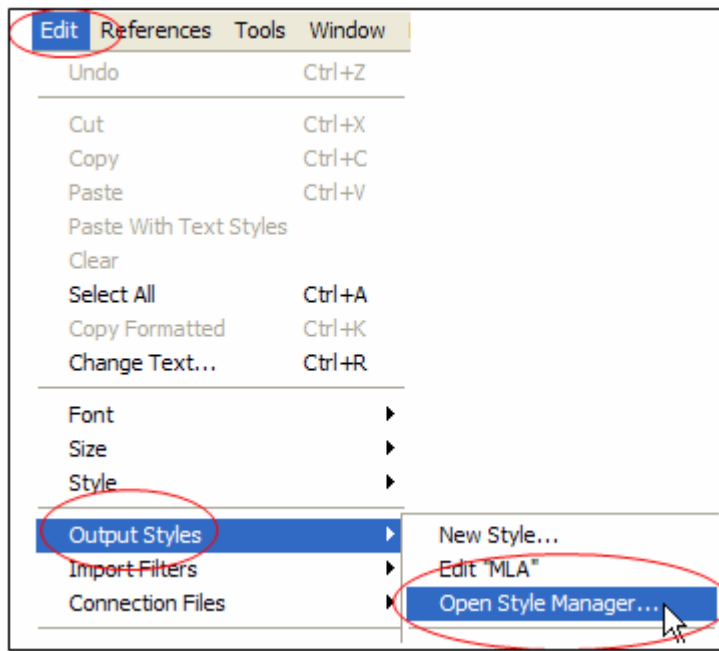 Edit References Tools Window
Undo Ctrl+Z
Cut Ctrl+X
Copy Ctrl+C
Paste Ctrl+V
Paste With Text Styles
Clear
Select All Ctrl+A
Copy Formatted Ctrl+K
Change Text... Ctrl+R
Font
Size
Style
Output Styles New Style...
Import Filters Edit "MLA"
Connection Files Open Style Manager...